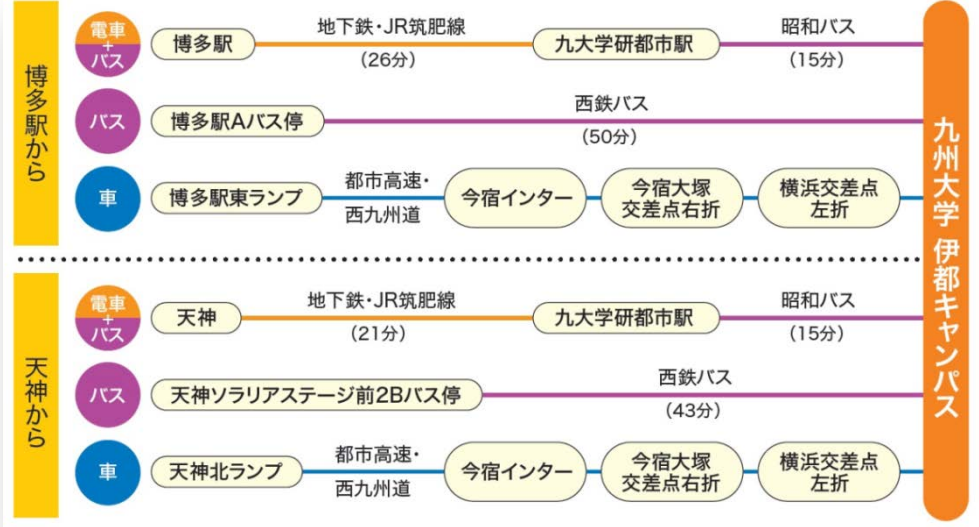 博多駅から
電車
+
バス
博多駅
地下鉄・JR筑肥線
(26分)
九大学研都市駅
昭和バス
(15分)
バス
博多駅Aバス停
西鉄バス
(50分)
車
博多駅東ランプ
都市高速・
西九州道
今宿インター
今宿大塚
交差点右折
横浜交差点
左折
天神から
電車
+
バス
天神
地下鉄・JR筑肥線
(21分)
九大学研都市駅
昭和バス
(15分)
バス
天神ソラリアステージ前2Bバス停
西鉄バス
(43分)
車
天神北ランプ
都市高速・
西九州道
今宿インター
今宿大塚
交差点右折
横浜交差点
左折
九州大学 伊都キャンパス